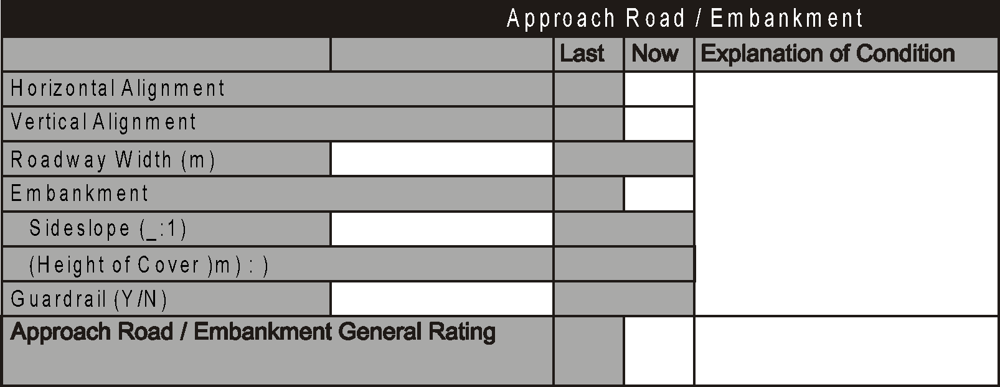 Approach Road / Embankment
Last Now Explanation of Condition
Horizontal Alignment
Vertical Alignment
Roadway Width (m)
Embankment
Sideslope (_:1)
(Height of Cover )m) : )
Guardrail (Y/N)
Approach Road / Embankment General Rating